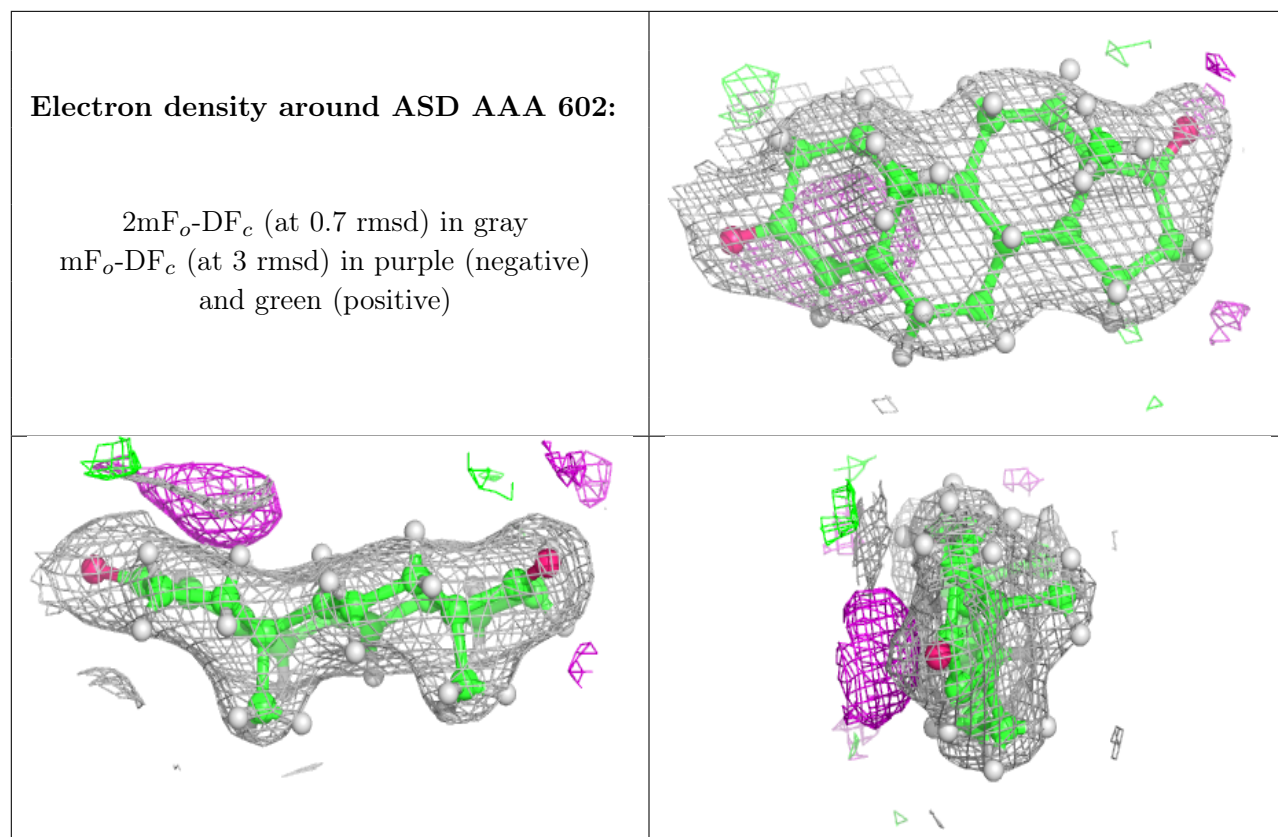 Electron density around ASD AAA 602:
2mFo-DFc (at 0.7 rmsd) in gray
mFo-DFc (at 3 rmsd) in purple (negative)
and green (positive)